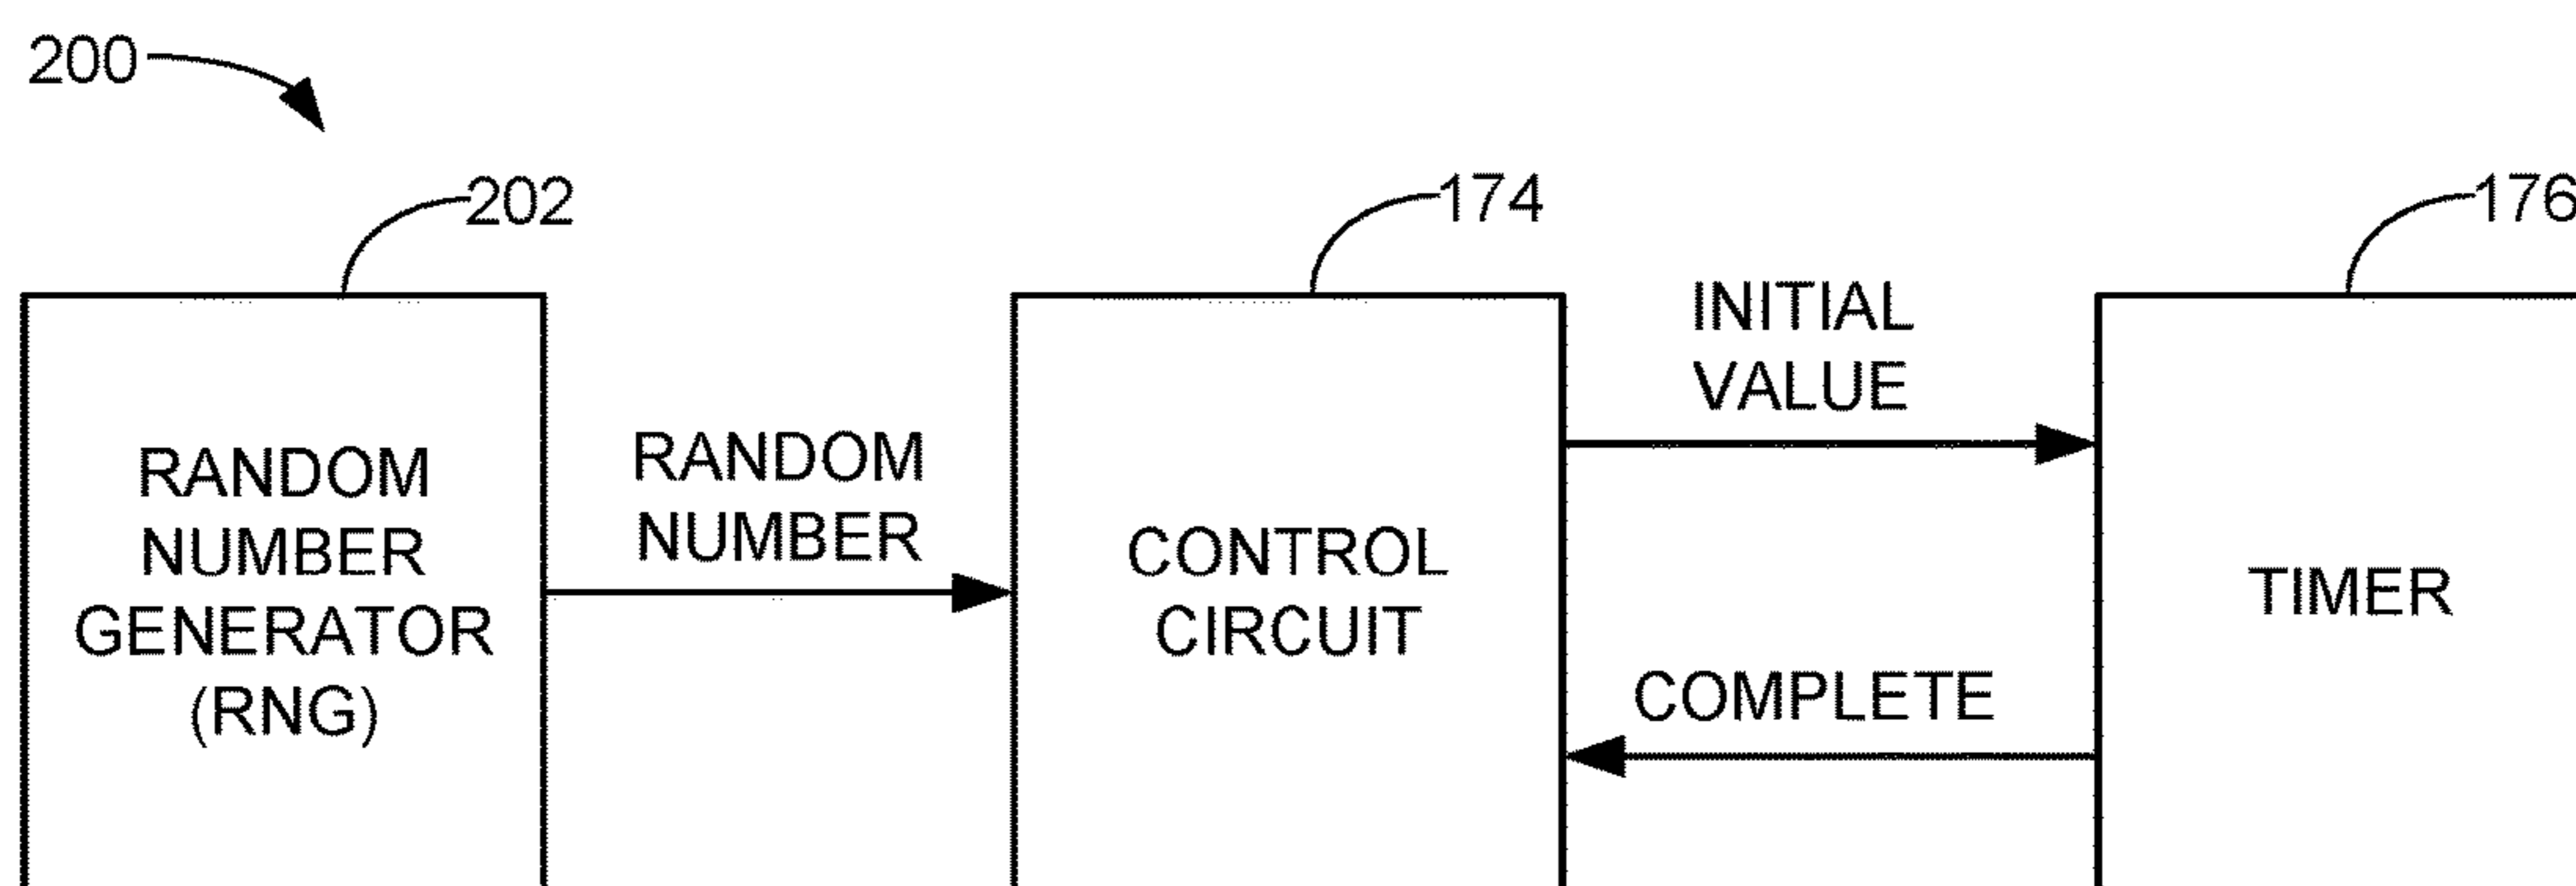 200
202
174
176
RANDOM
NUMBER
GENERATOR
(RNG)
RANDOM
NUMBER
CONTROL
CIRCUIT
INITIAL
VALUE
COMPLETE
TIMER